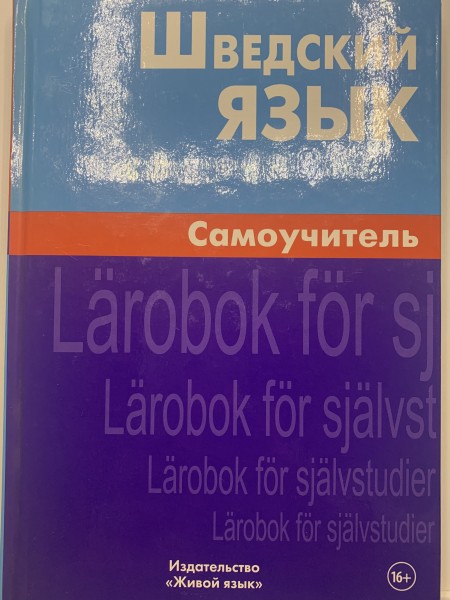 Шведский
язык
Самоучитель
Lärobok för sj
Lärobok för självst
Lärobok för självstudier
Lärobok för självstudier
Издательство
«Живой язык»
16+